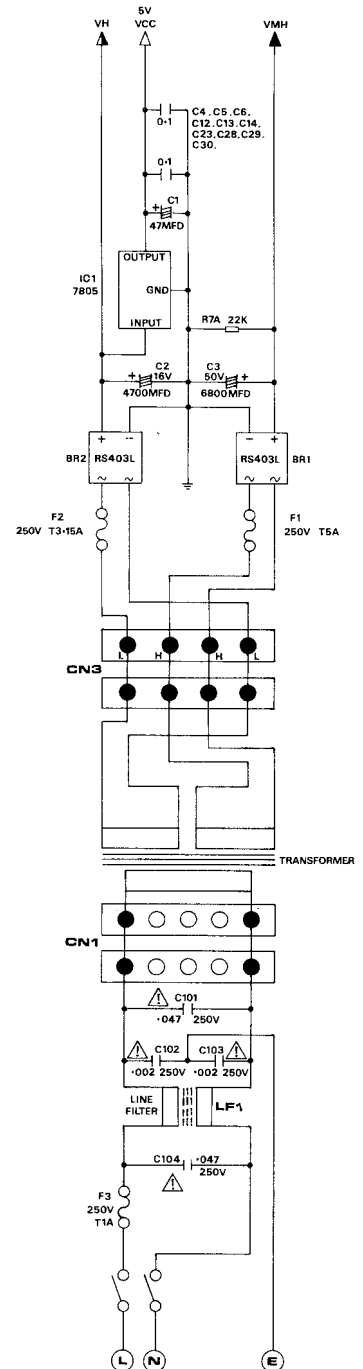 5V
VH
VCC
VMH
C4, C5, C6,
C12, C13, C14,
C23, C28, C29,
C30,
0·1
0·1
C1
+
47MFD
OUTPUT
IC1
7805
GND
INPUT
R7A 22K
C2
+ 16V
4700MFD
C3
50V +
6800MFD
+ −
BR2
RS403L
~ ~
− +
RS403L
BR1
~ ~
F2
250V T3·15A
F1
250V T5A
L H H L
CN3
TRANSFORMER
CN1
! C101
·047 250V
! C102
·002 250V
C103 !
·002 250V
LINE
FILTER
LF1
C104 ·047
250V
!
F3
250V
T1A
L N E